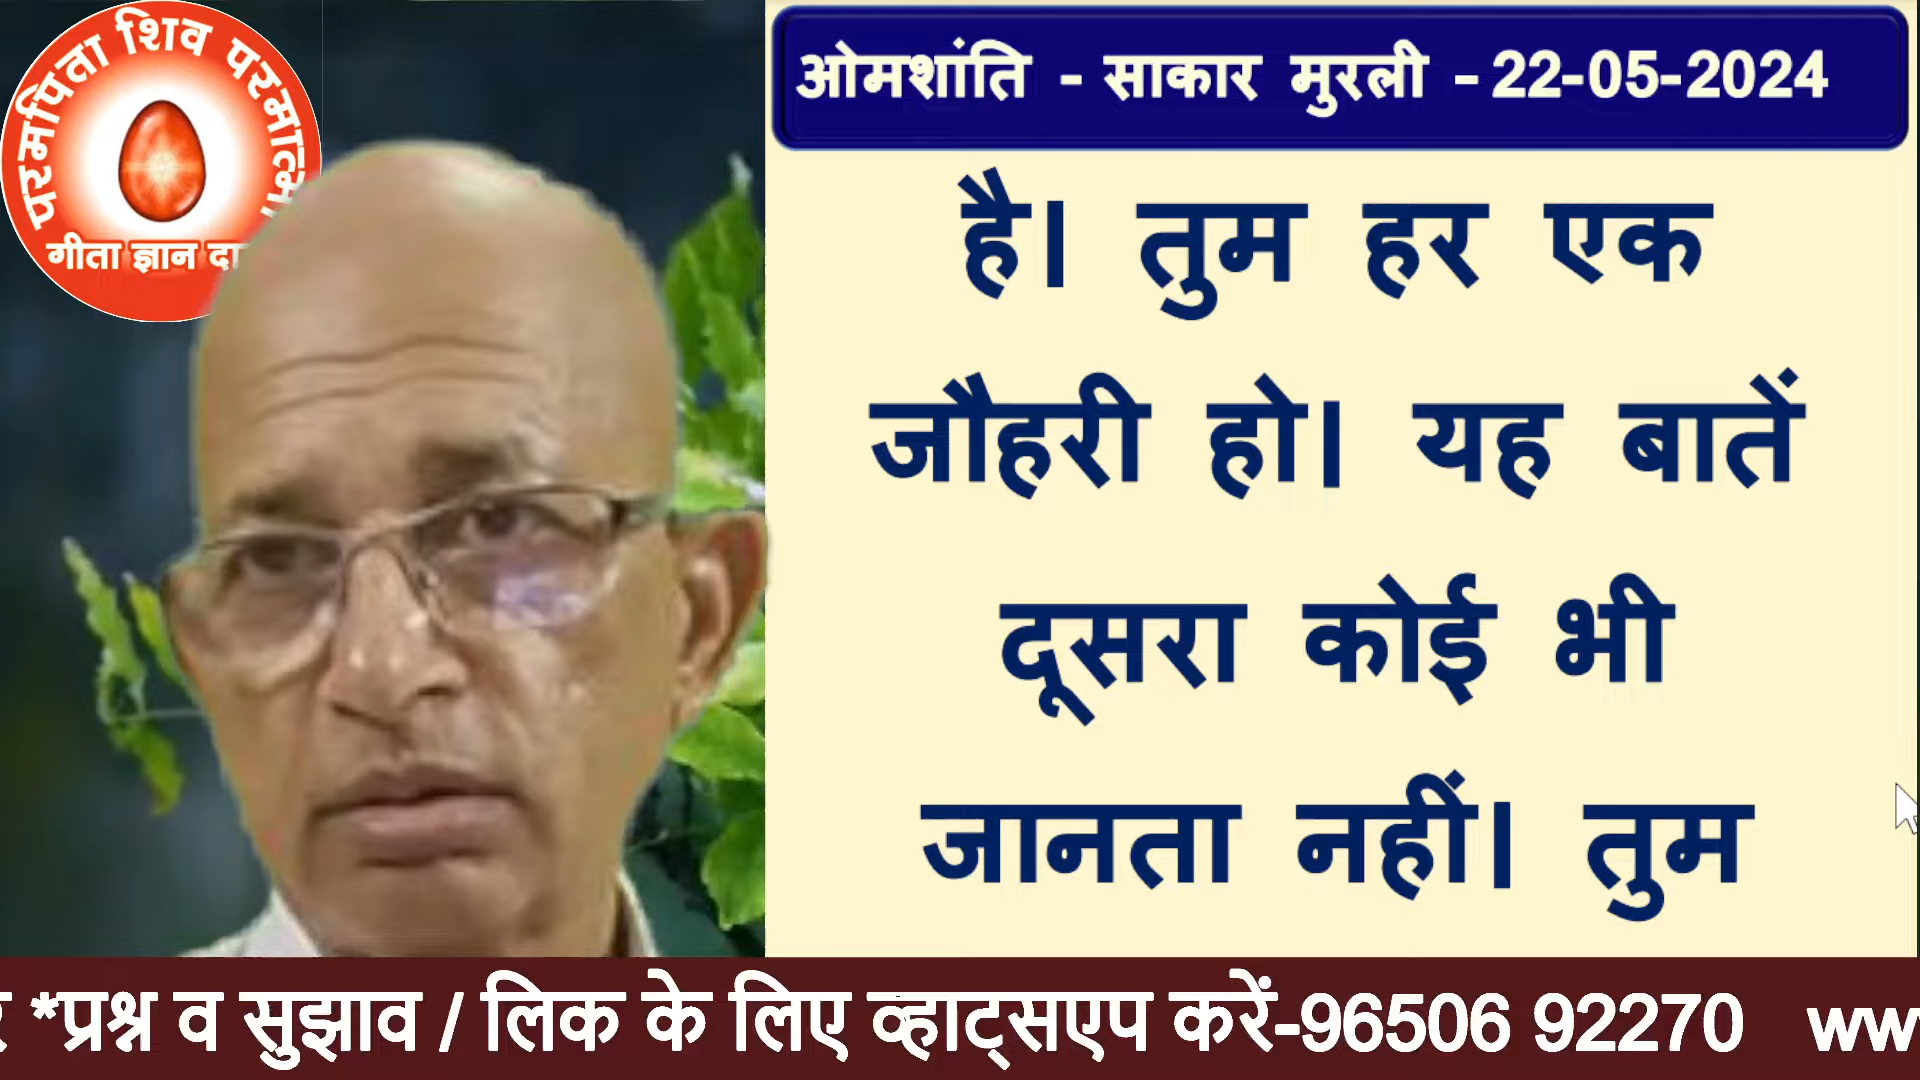 परमपिता शिव परमात्मा
गीता ज्ञान
ओमशांति - साकार मुरली - 22-05-2024
है। तुम हर एक
जौहरी हो। यह बातें
दूसरा कोई भी
जानता नहीं। तुम
*प्रश्न व सुझाव / लिंक के लिए व्हाट्सएप करें-96506 92270